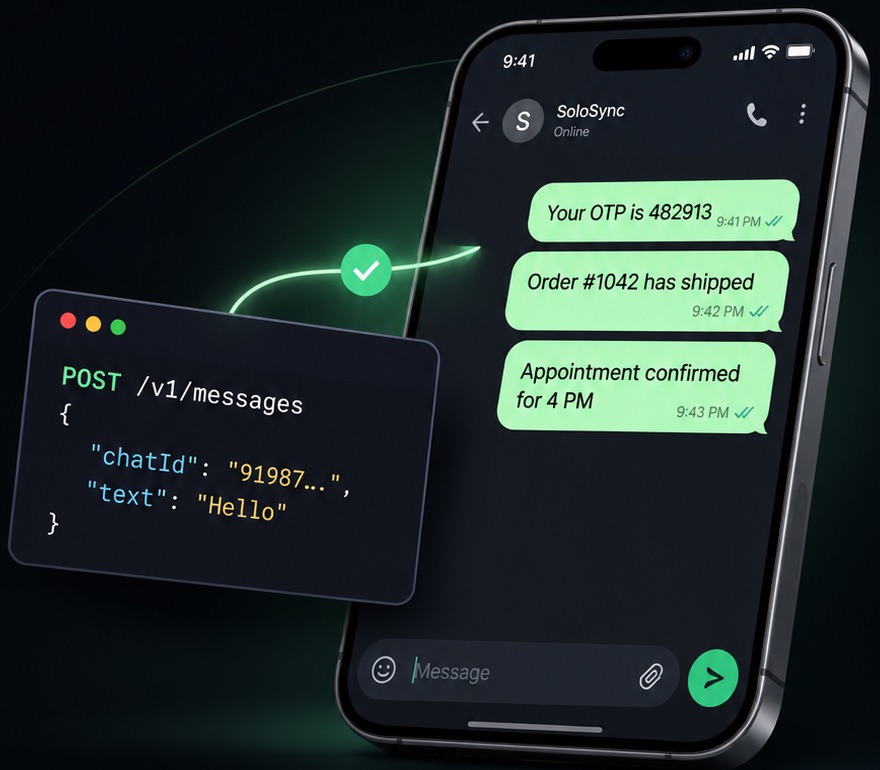 9:41
S
SoloSync
Online
Your OTP is 482913
9:41 PM
Order #1042 has shipped
9:42 PM
Appointment confirmed
for 4 PM
9:43 PM
POST /v1/messages
{
"chatId": "91987...",
"text": "Hello"
}
Message